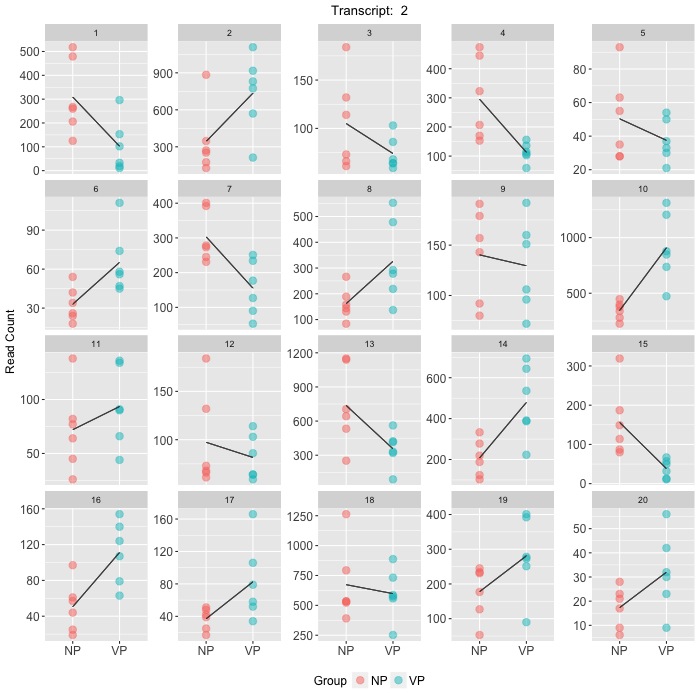 Transcript: 2
1 2 3 4 5
500 400 300 200 100 0
900 600 300
150 100
400 300 200 100
80 60 40 20
6 7 8 9 10
90 60 30
400 300 200 100
500 400 300 200 100
150 100
1000 500
Read Count
11 12 13 14 15
100 50
150 100
1200 900 600 300
600 400 200
300 200 100 0
16 17 18 19 20
160 120 80 40
160 120 80 40
1250 1000 750 500 250
400 300 200 100
50 40 30 20 10
NP VP NP VP NP VP NP VP NP VP
Group NP VP